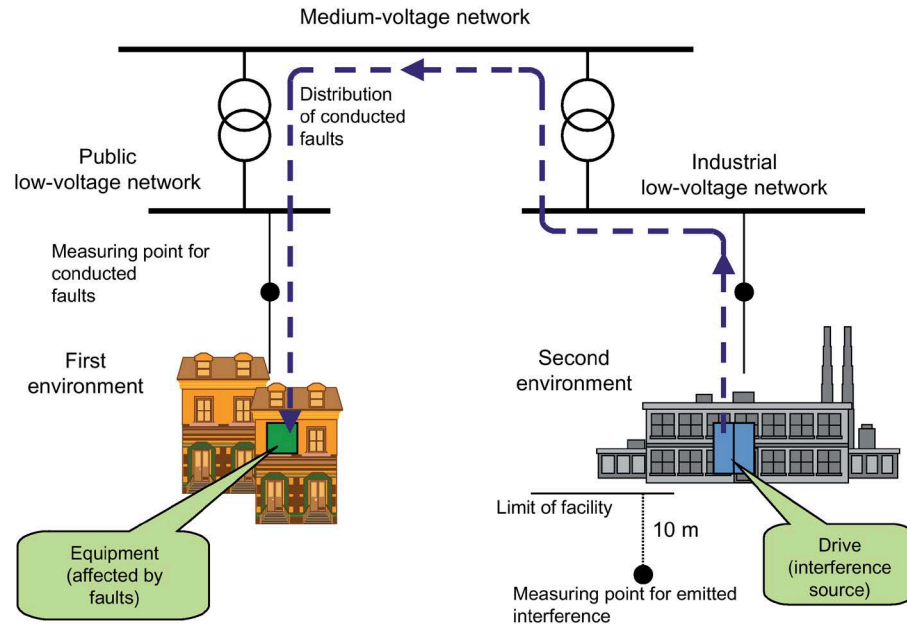 Medium-voltage network
Distribution
of conducted
faults
Public
low-voltage network
Industrial
low-voltage network
Measuring point for
conducted
faults
First
environment
Second
environment
Limit of facility
10 m
Equipment
(affected by
faults)
Drive
(interference
source)
Measuring point for emitted
interference